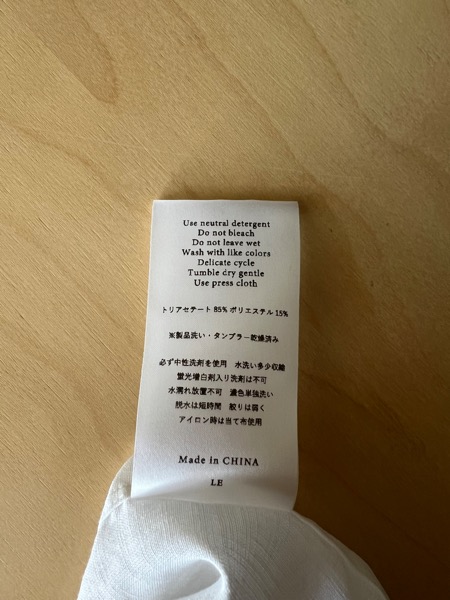 Use neutral detergent
Do not bleach
Do not leave wet
Wash with like colors
Delicate cycle
Tumble dry gentle
Use press cloth
トリアセテート 85% ポリエステル 15%
※製品洗い・タンブラー乾燥済み
必ず中性洗剤を使用 水洗い多少収縮
蛍光増白剤入り洗剤は不可
水濡れ放置不可 濃色単独洗い
脱水は短時間 絞りは弱く
アイロン時は当て布使用
Made in CHINA
LE